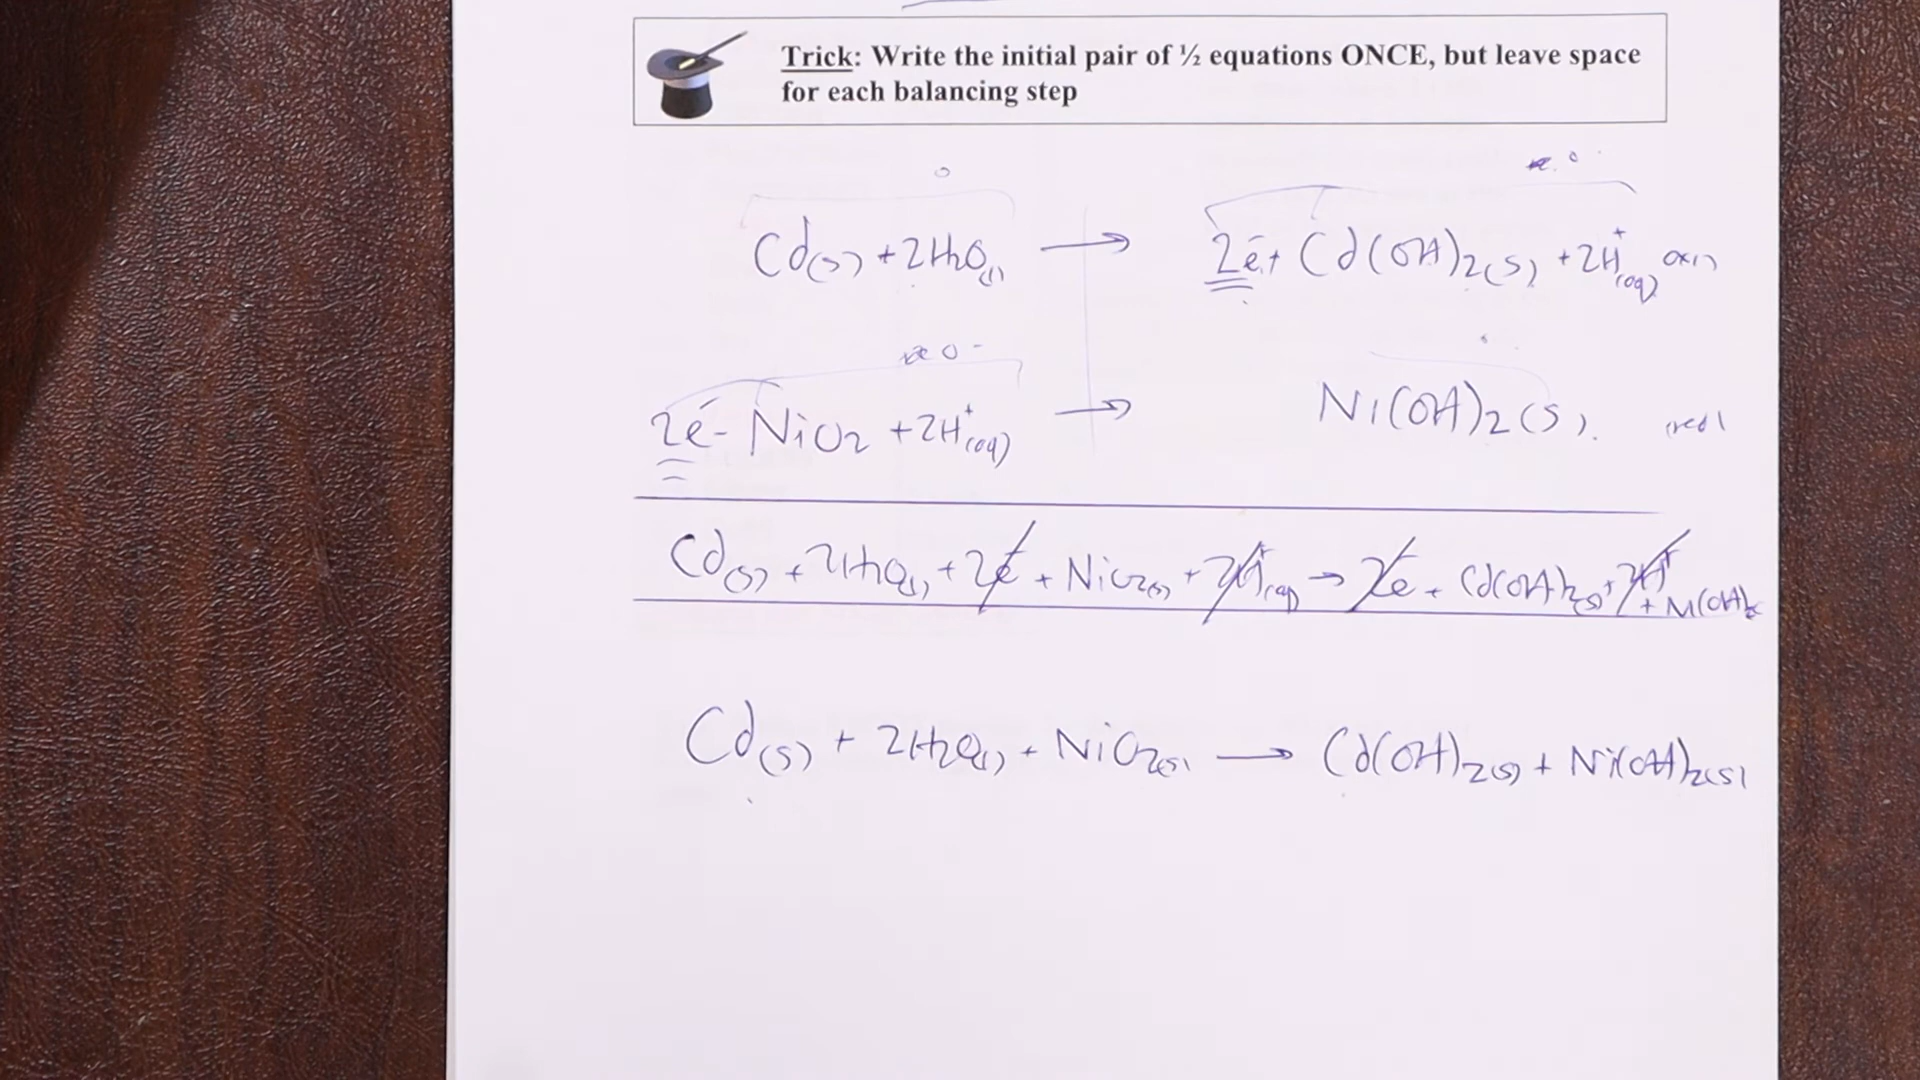 Trick: Write the initial pair of ½ equations ONCE, but leave space
for each balancing step
Cd(s) + 2H₂O(l) → 2e⁻ + Cd(OH)₂(s) + 2H⁺(aq)
2e⁻ NiO₂ + 2H⁺(aq) → Ni(OH)₂(s). red
Cd(s) + 2H₂O(l) + 2e⁻ + NiO₂(s) + 2H⁺(aq) → 2e⁻ + Cd(OH)₂(s) + 2H⁺
+ Ni(OH)₂
Cd(s) + 2H₂O(l) + NiO₂(s) → Cd(OH)₂(s) + Ni(OH)₂(s)